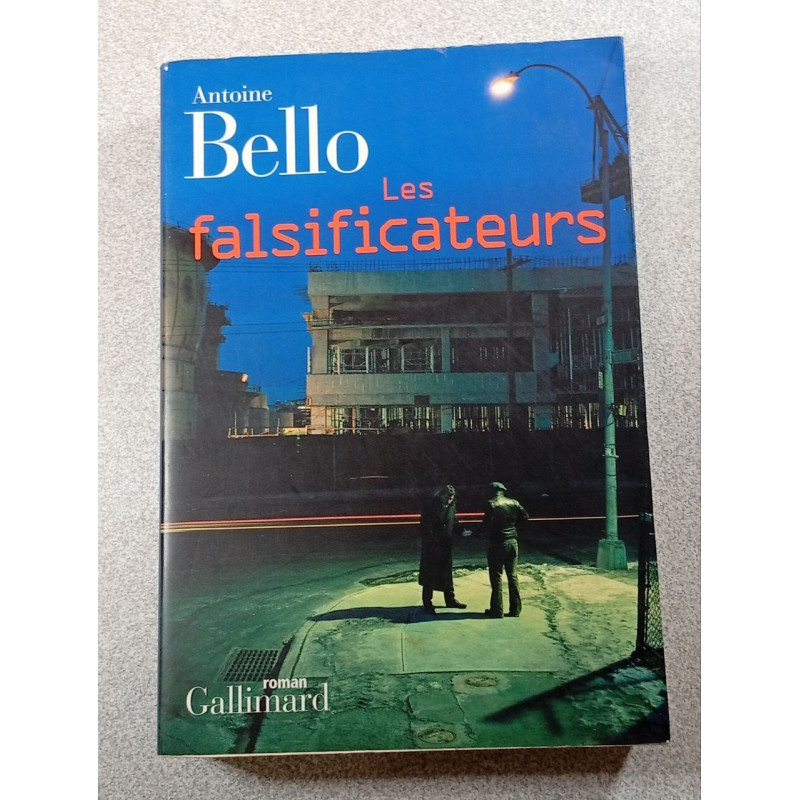 Antoine
Bello
Les
falsificateurs
roman
Gallimard